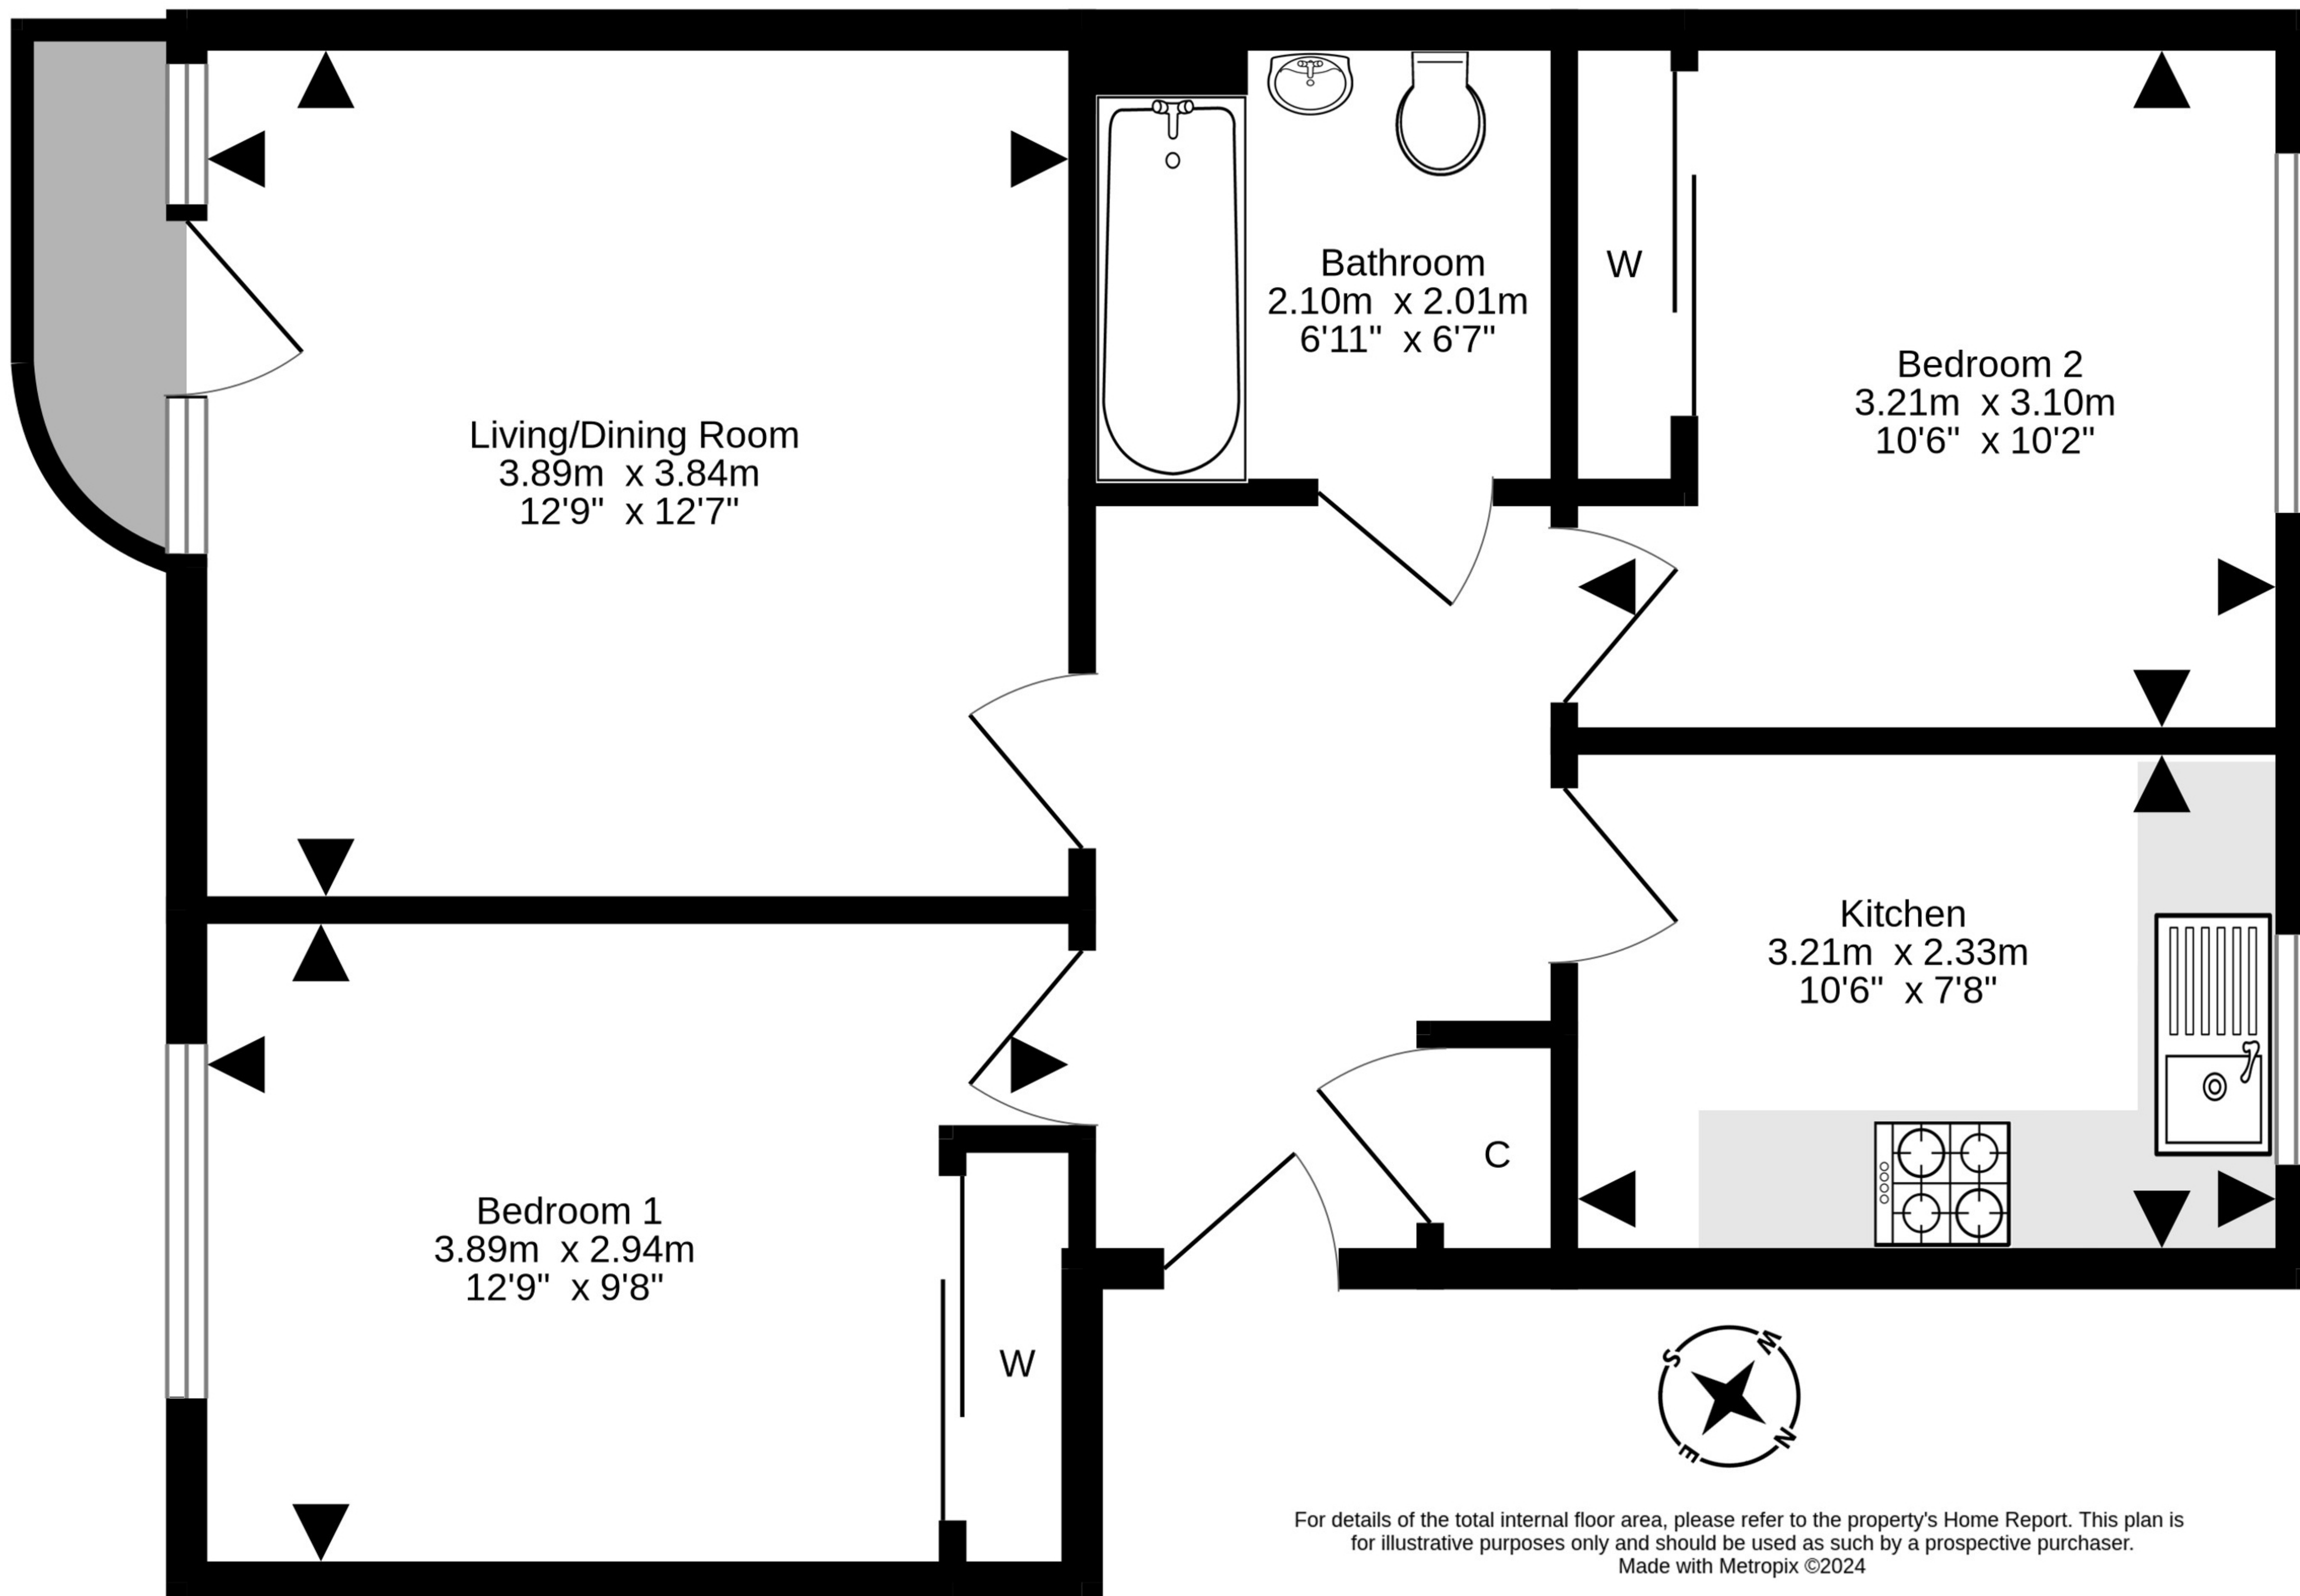 Bathroom
2.10m x 2.01m
6'11" x 6'7"
W
Bedroom 2
3.21m x 3.10m
10'6" x 10'2"
Living/Dining Room
3.89m x 3.84m
12'9" x 12'7"
Kitchen
3.21m x 2.33m
10'6" x 7'8"
C
Bedroom 1
3.89m x 2.94m
12'9" x 9'8"
W
S
W
E
N
For details of the total internal floor area, please refer to the property's Home Report. This plan is
for illustrative purposes only and should be used as such by a prospective purchaser.
Made with Metropix ©2024